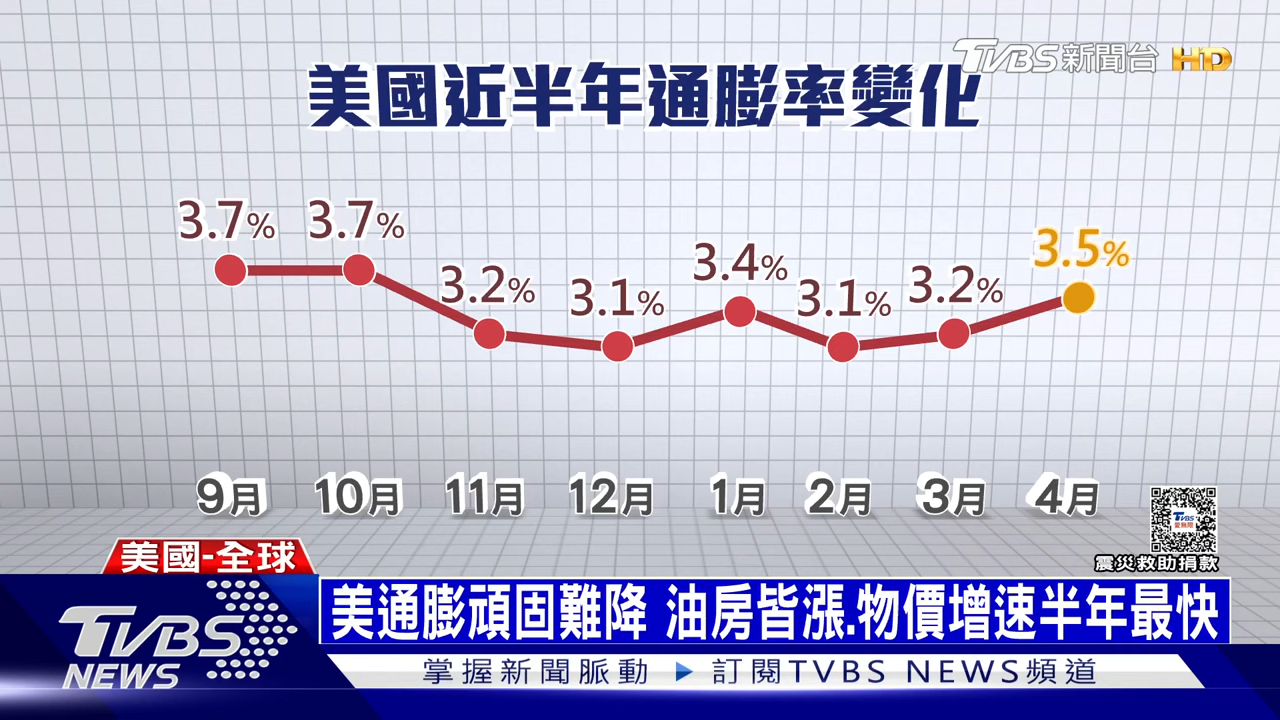 TVBS新聞台 HD
美國近半年通膨率變化
3.7% 3.7% 3.2% 3.1% 3.4% 3.1% 3.2% 3.5%
9月 10月 11月 12月 1月 2月 3月 4月
TVBS
愛無限
震災救助捐款
美國-全球
美通膨頑固難降 油房皆漲.物價增速半年最快
TVBS
NEWS
掌握新聞脈動 ▶ 訂閱TVBS NEWS頻道